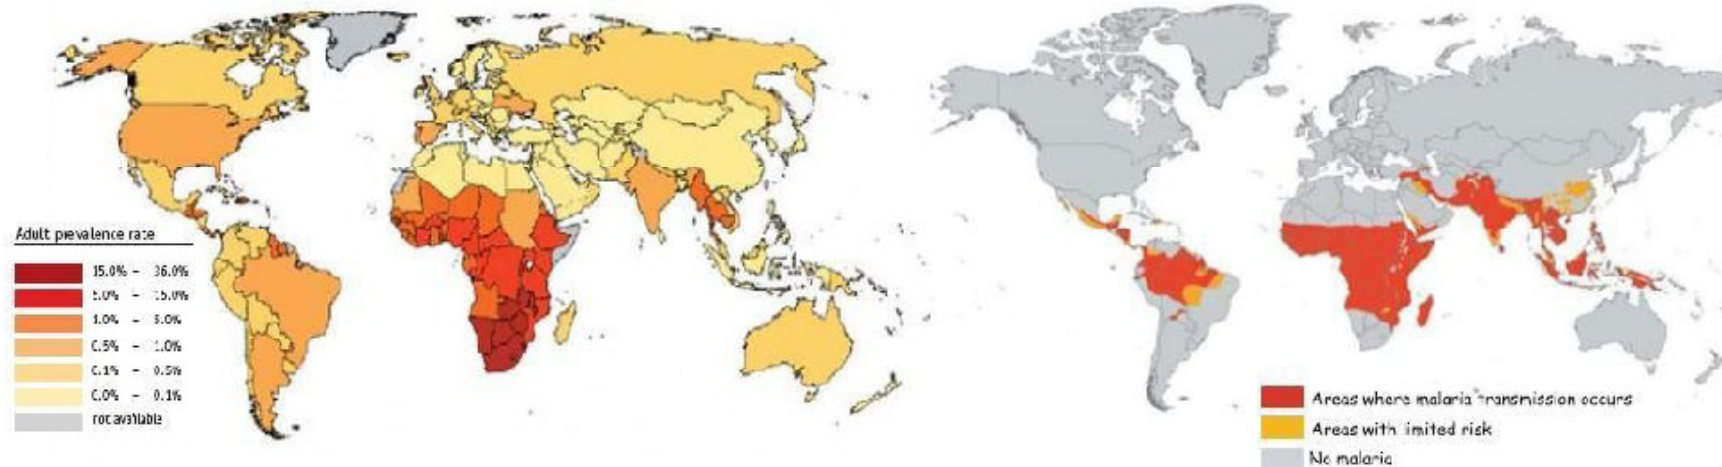 Adult prevalence rate
15.0% - 36.0%
5.0% - 15.0%
1.0% - 5.0%
0.5% - 1.0%
0.1% - 0.5%
0.0% - 0.1%
not available
Areas where malaria transmission occurs
Areas with limited risk
No malaria